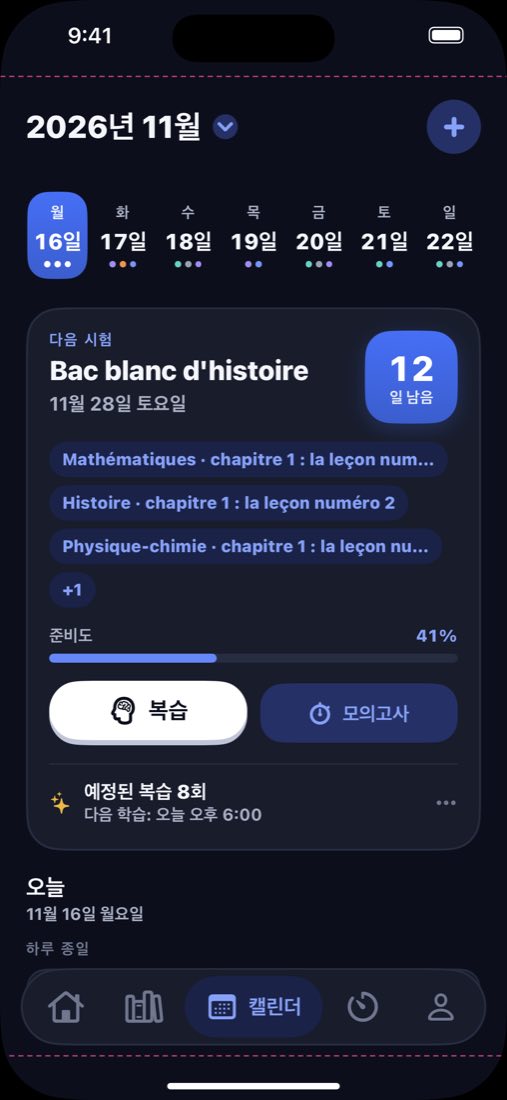 9:41
2026년 11월
월 화 수 목 금 토 일
16일 17일 18일 19일 20일 21일 22일
다음 시험
Bac blanc d'histoire
11월 28일 토요일
12
일 남음
Mathématiques · chapitre 1 : la leçon num...
Histoire · chapitre 1 : la leçon numéro 2
Physique-chimie · chapitre 1 : la leçon nu...
+1
준비도 41%
복습 모의고사
예정된 복습 8회
다음 학습: 오늘 오후 6:00
오늘
11월 16일 월요일
하루 종일
캘린더